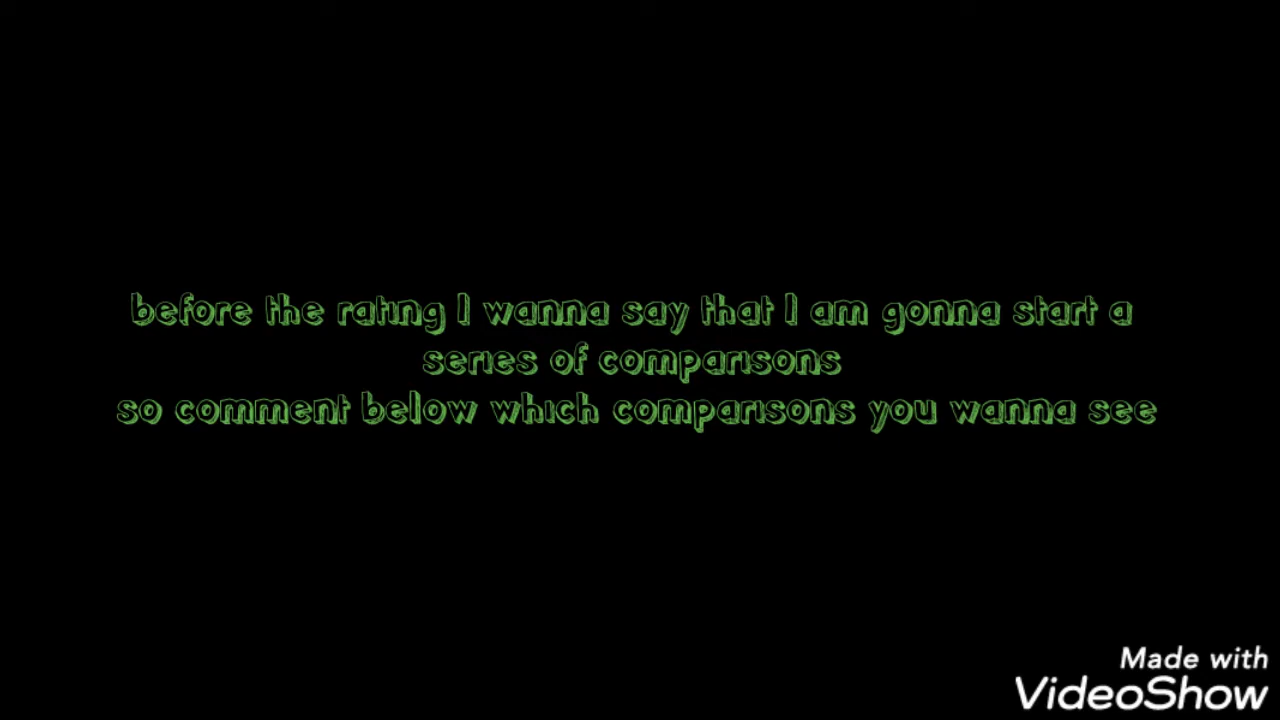 before the rating I wanna say that I am gonna start a
series of comparisons
so comment below which comparisons you wanna see
Made with
VideoShow